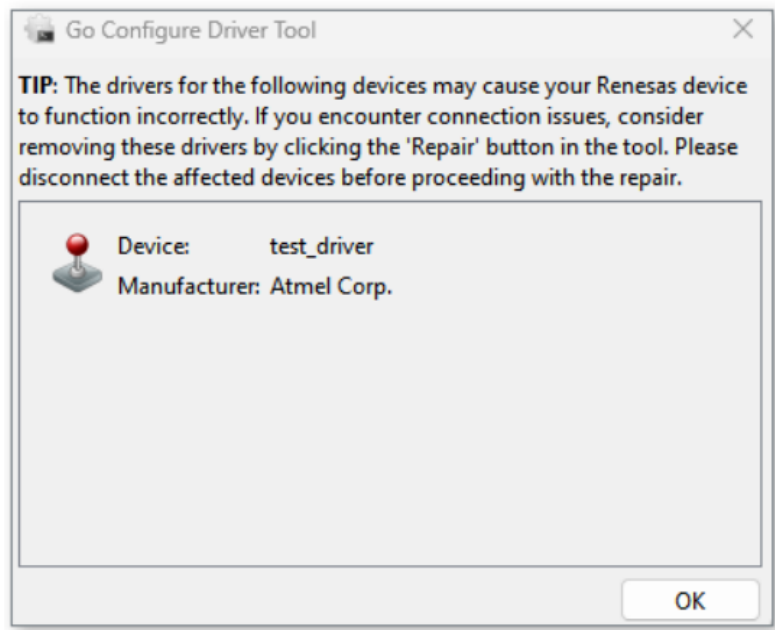 Go Configure Driver Tool
TIP: The drivers for the following devices may cause your Renesas device
to function incorrectly. If you encounter connection issues, consider
removing these drivers by clicking the 'Repair' button in the tool. Please
disconnect the affected devices before proceeding with the repair.
Device: test_driver
Manufacturer: Atmel Corp.
OK